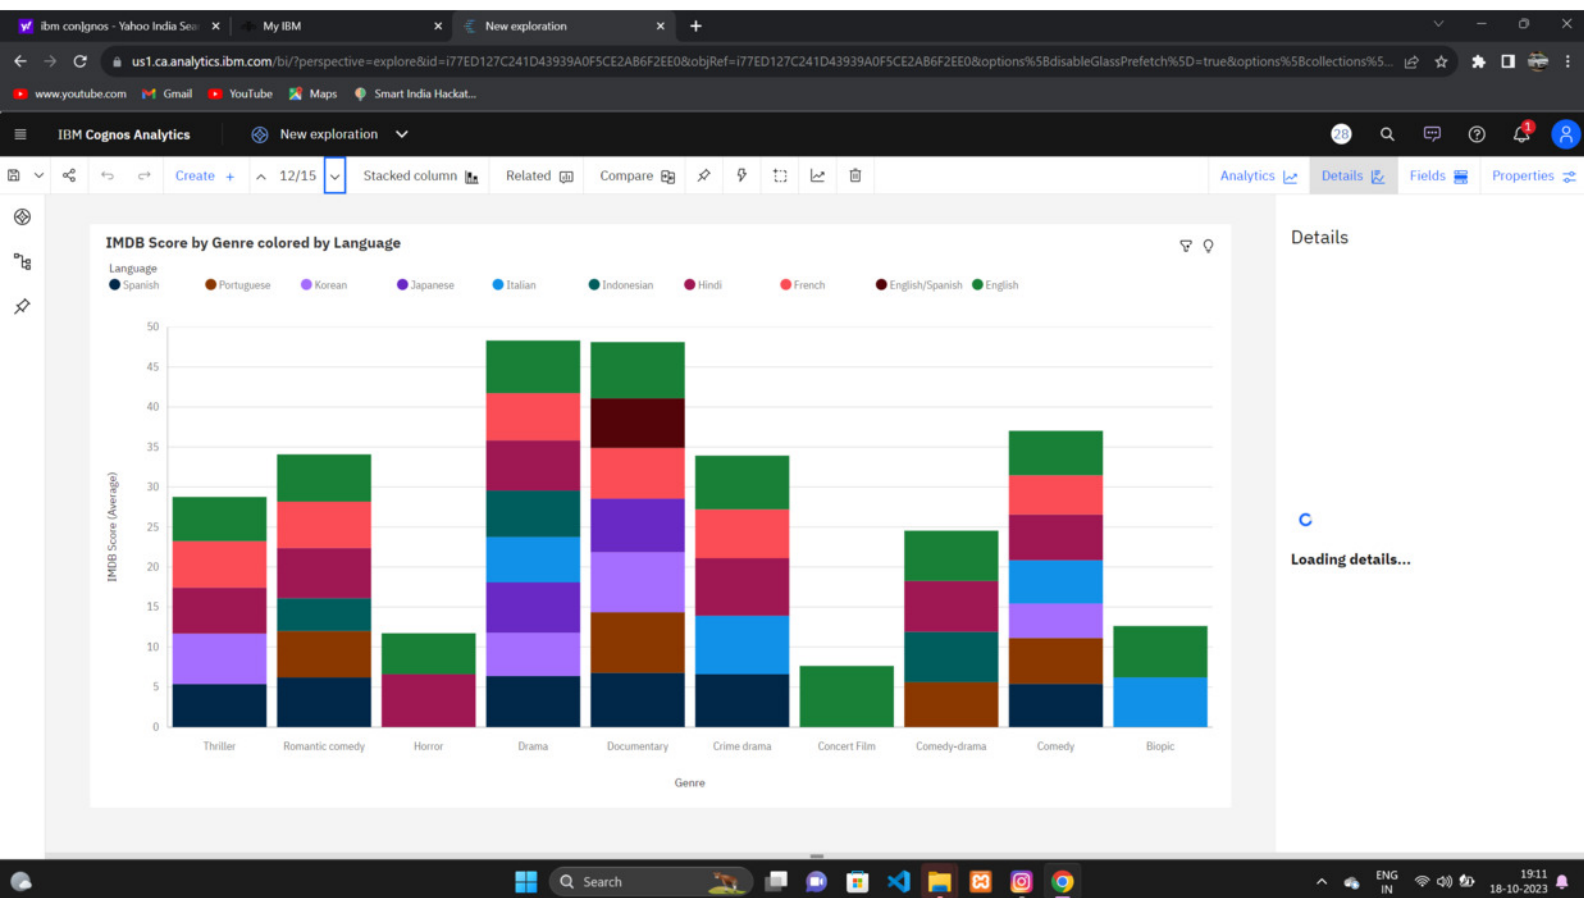 ibm con]gnos - Yahoo India Sea
My IBM
New exploration
us1.ca.analytics.ibm.com/bi/?perspective=explore&id=i77ED127C241D43939A0F5CE2AB6F2EE0&objRef=i77ED127C241D43939A0F5CE2AB6F2EE0&options%5BdisableGlassPrefetch%5D=true&options%5Bcollections%5...
www.youtube.com Gmail YouTube Maps Smart India Hackat...
IBM Cognos Analytics New exploration 28 1
Create + 12/15 Stacked column Related Compare Analytics Details Fields Properties
IMDB Score by Genre colored by Language
Details
Language
Spanish Portuguese Korean Japanese Italian Indonesian Hindi French English/Spanish English
50
45
40
35
30
25
20
15
10
5
0
IMDB Score (Average)
Loading details...
Thriller Romantic comedy Horror Drama Documentary Crime drama Concert Film Comedy-drama Comedy Biopic
Genre
Search
ENG
IN
19:11
18-10-2023